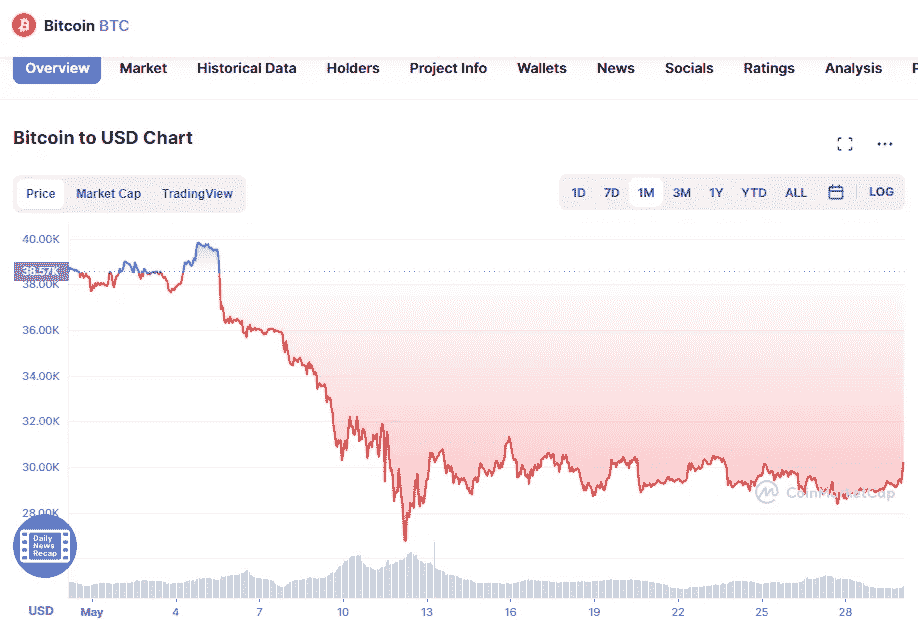 Bitcoin BTC
Overview Market Historical Data Holders Project Info Wallets News Socials Ratings Analysis
Bitcoin to USD Chart
Price Market Cap TradingView 1D 7D 1M 3M 1Y YTD ALL LOG
40.00K
38.57K
38.00K
36.00K
34.00K
32.00K
30.00K
CoinMarketCap
28.00K
Daily
News
Recap
USD May 4 7 10 13 16 19 22 25 28